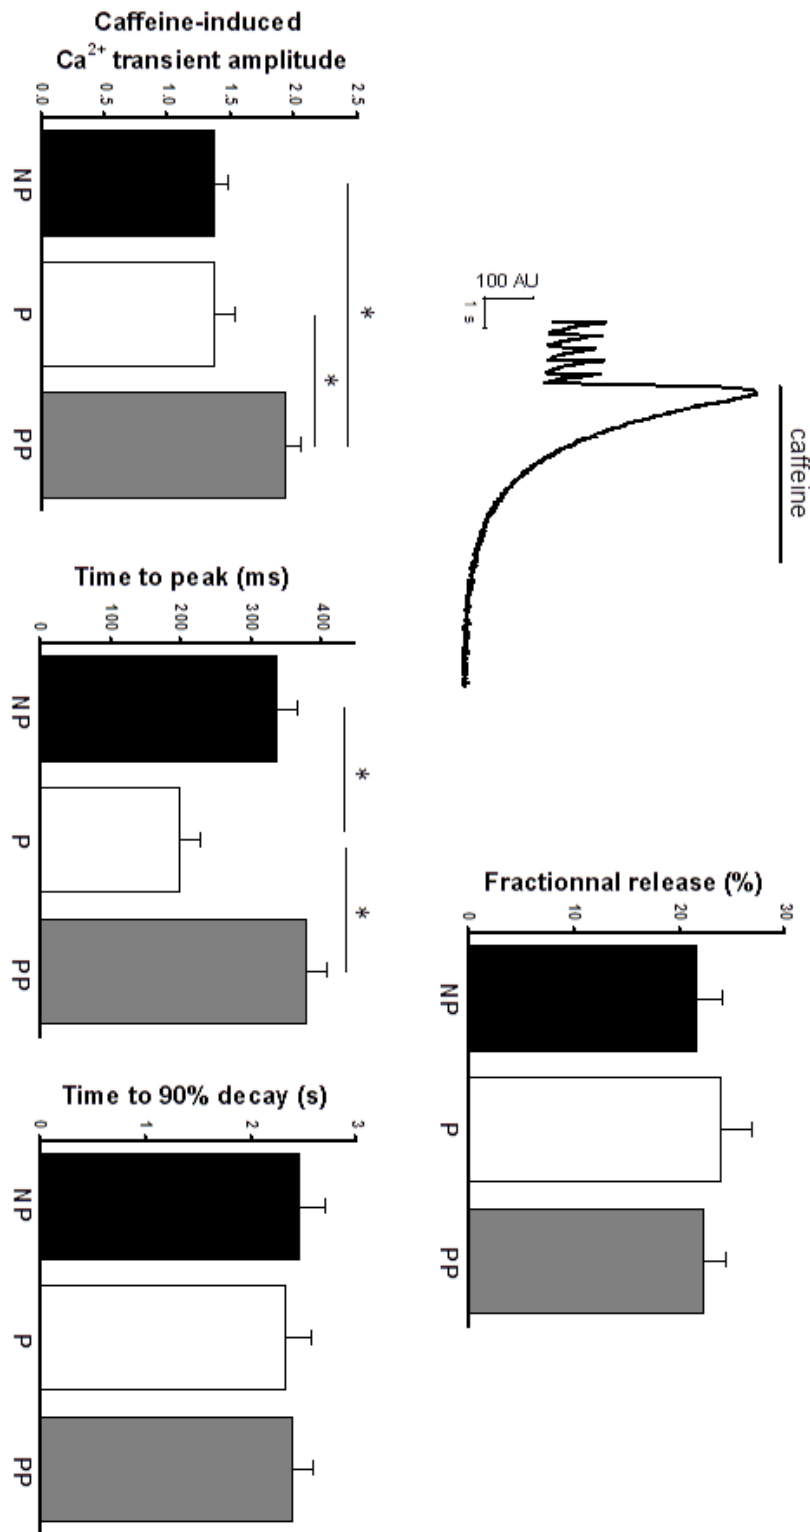 100 AU
1 s
caffeine
Fractionnal release (%)
0
10
20
30
NP
P
PP
Caffeine-induced
Ca²⁺ transient amplitude
0.0
0.5
1.0
1.5
2.0
2.5
*
*
NP
P
PP
Time to peak (ms)
0
100
200
300
400
*
*
NP
P
PP
Time to 90% decay (s)
0
1
2
3
NP
P
PP